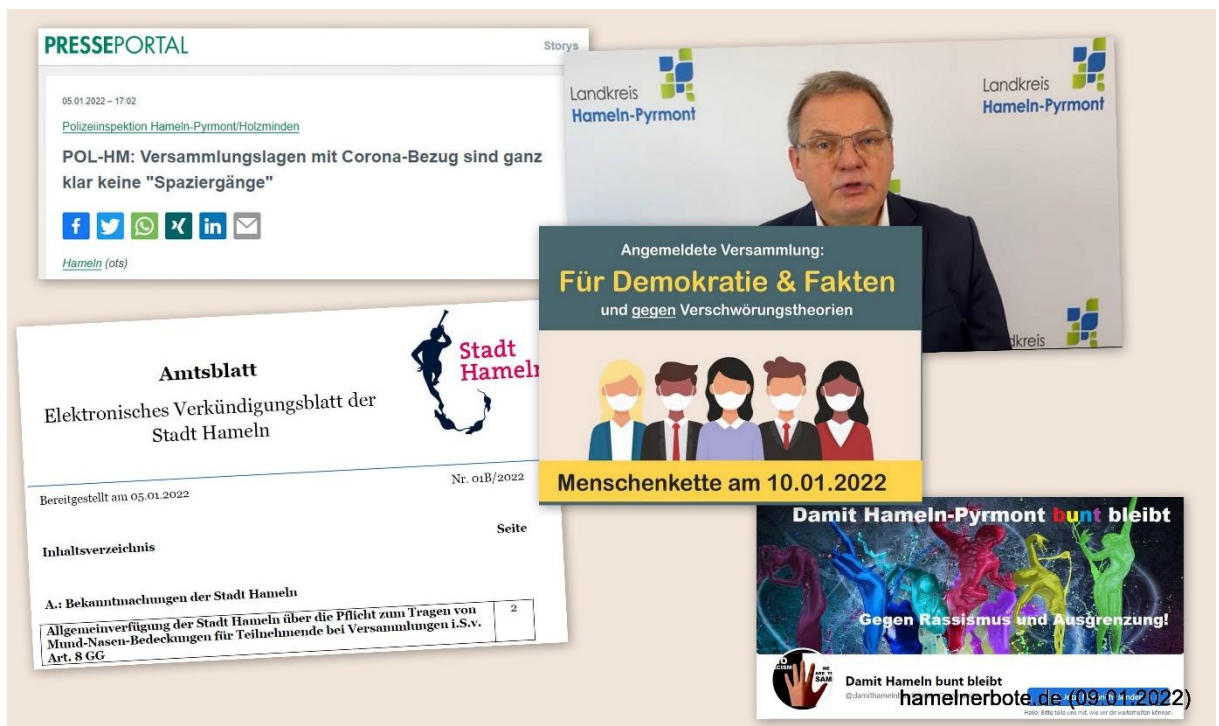 PRESSEPORTAL
Storys
05.01.2022 – 17:02
Polizeiinspektion Hameln-Pyrmont/Holzminden
POL-HM: Versammlungslagen mit Corona-Bezug sind ganz
klar keine "Spaziergänge"
Hameln (ots)
Landkreis
Hameln-Pyrmont
Landkreis
Hameln-Pyrmont
dkreis
Angemeldete Versammlung:
Für Demokratie & Fakten
und gegen Verschwörungstheorien
Menschenkette am 10.01.2022
Amtsblatt
Elektronisches Verkündigungsblatt der
Stadt Hameln
Stadt
Hameln
Bereitgestellt am 05.01.2022
Nr. 01B/2022
Inhaltsverzeichnis
Seite
A.: Bekanntmachungen der Stadt Hameln
Allgemeinverfügung der Stadt Hameln über die Pflicht zum Tragen von
Mund-Nasen-Bedeckungen für Teilnehmende bei Versammlungen i.S.v.
Art. 8 GG
2
Damit Hameln-Pyrmont bunt bleibt
Gegen Rassismus und Ausgrenzung!
Damit Hameln bunt bleibt
hamelnerbote.de (09.01.2022)